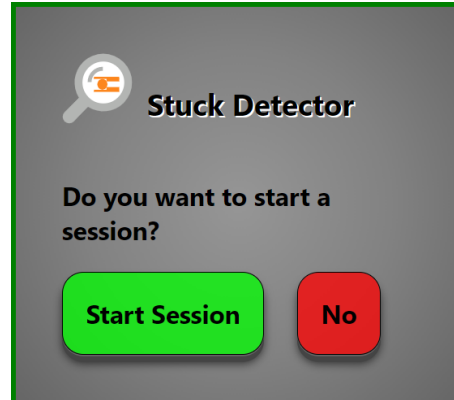 Stuck Detector
Do you want to start a
session?
Start Session
No